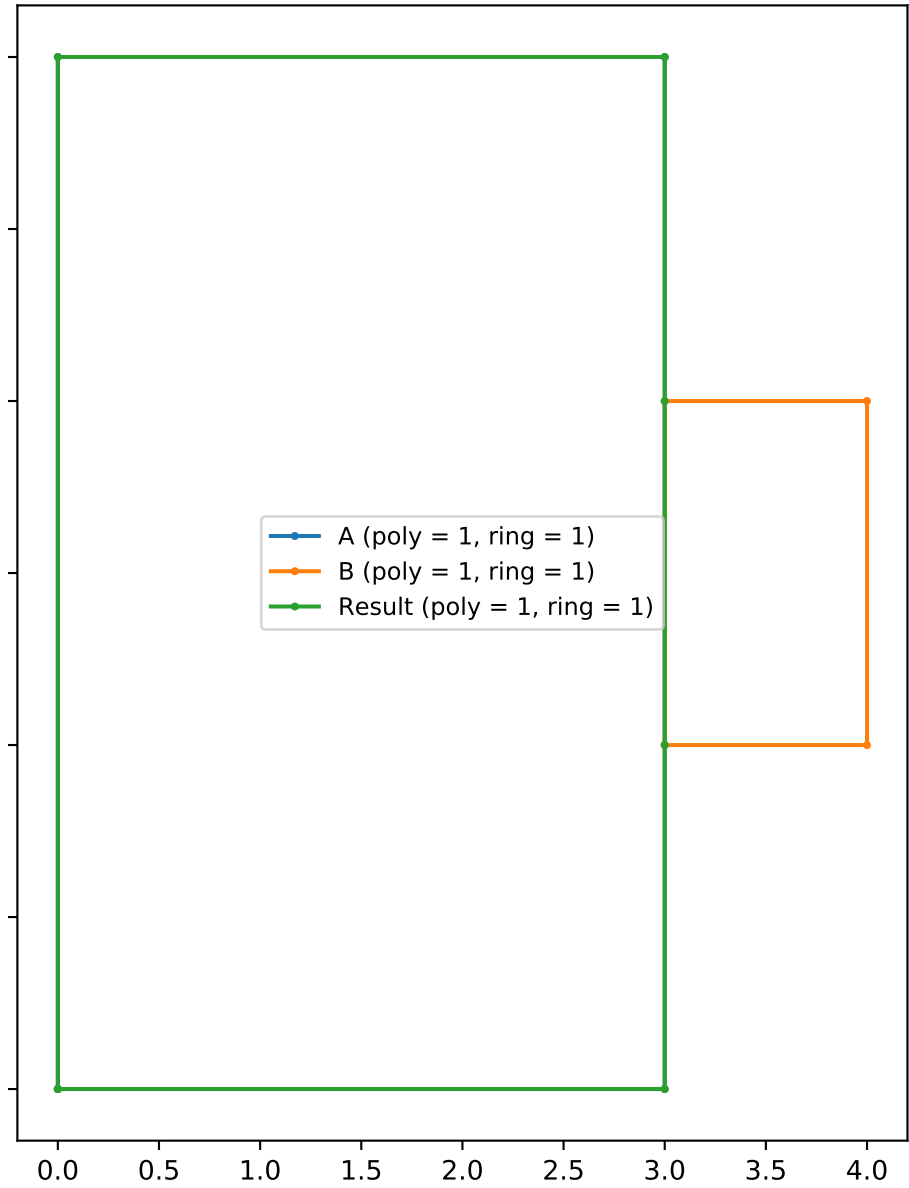 A (poly = 1, ring = 1)
B (poly = 1, ring = 1)
Result (poly = 1, ring = 1)
0.0 0.5 1.0 1.5 2.0 2.5 3.0 3.5 4.0